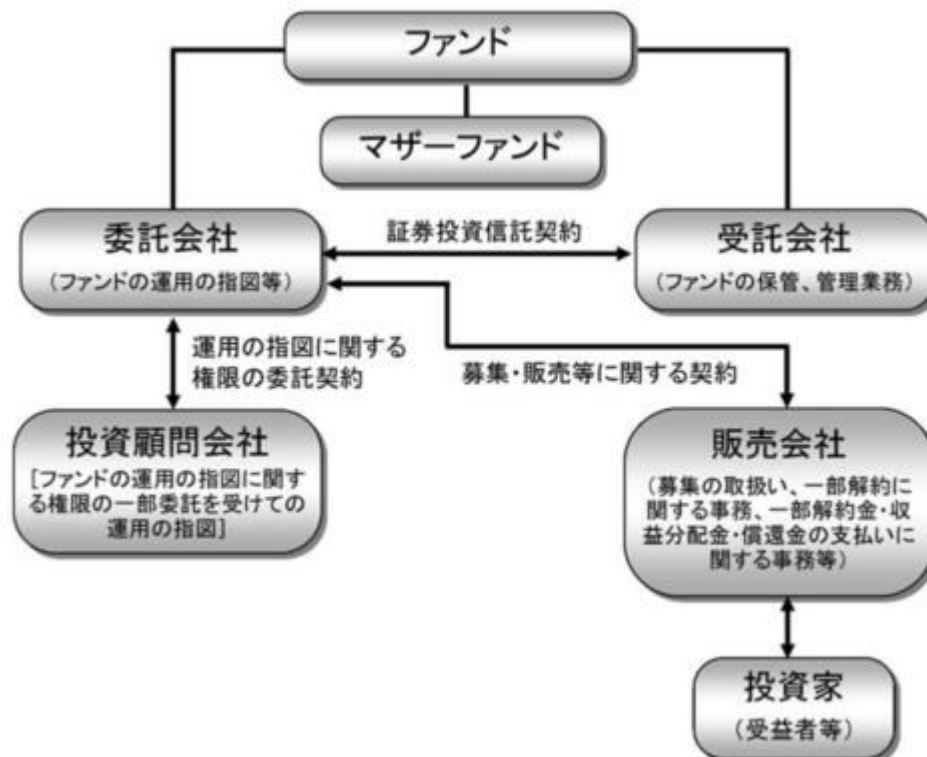 ファンド
マザーファンド
委託会社
(ファンドの運用の指図等)
証券投資信託契約
受託会社
(ファンドの保管、管理業務)
運用の指図に関する
権限の委託契約
募集・販売等に関する契約
投資顧問会社
[ファンドの運用の指図に関す
る権限の一部委託を受けての
運用の指図]
販売会社
(募集の取扱い、一部解約に
関する事務、一部解約金・収
益分配金・償還金の支払いに
関する事務等)
投資家
(受益者等)